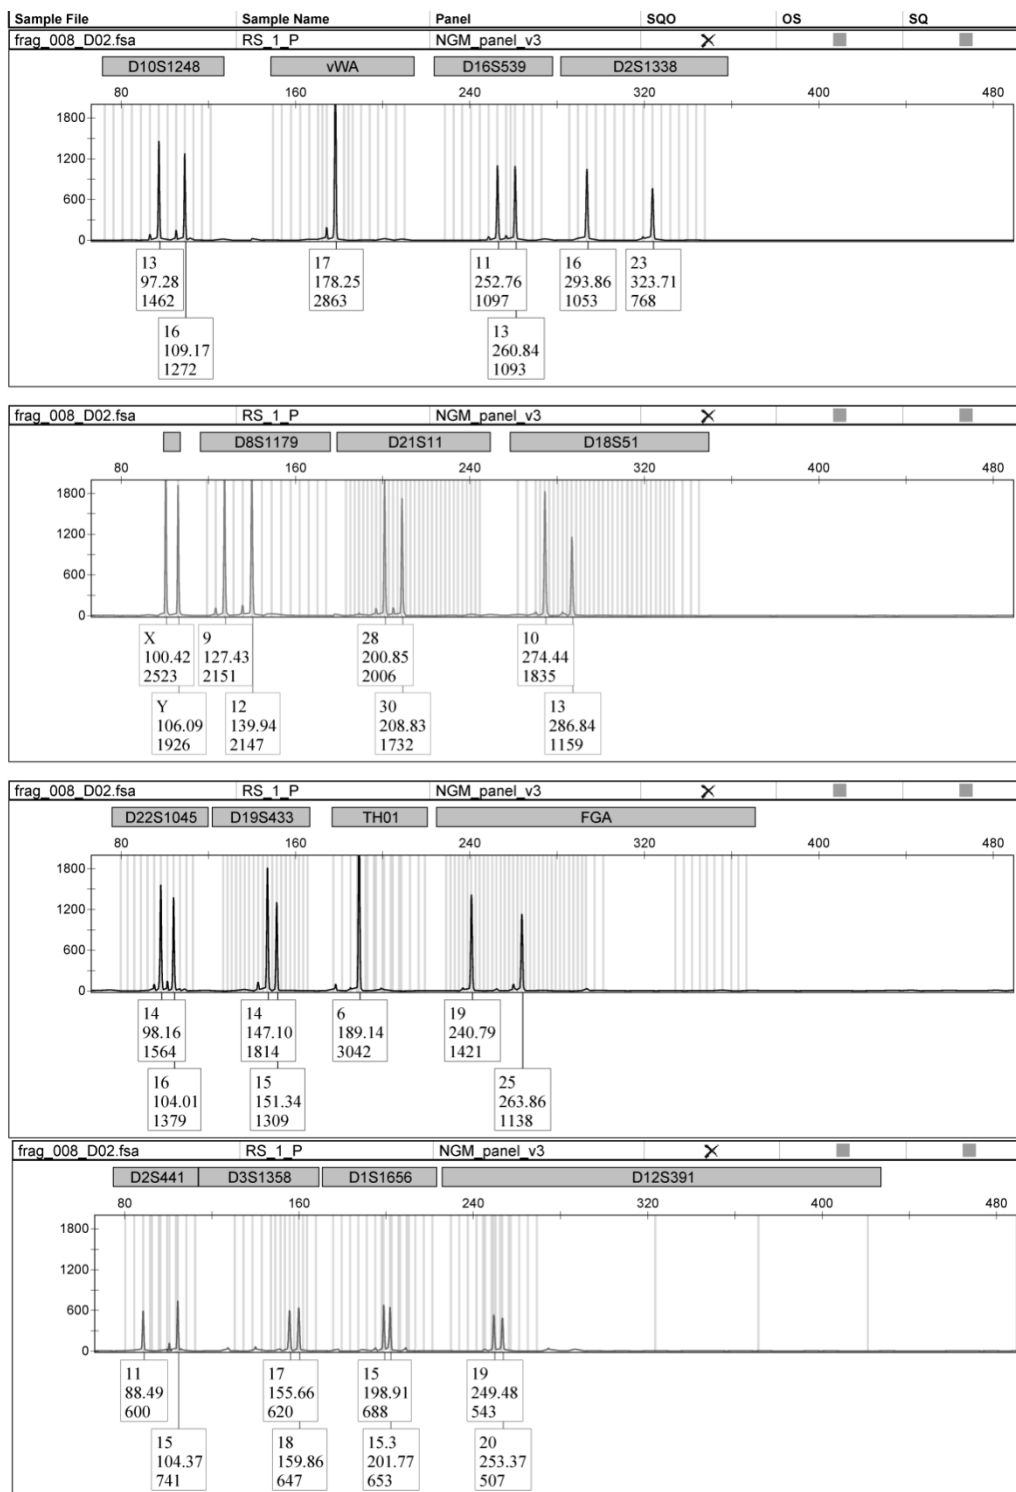 Sample File Sample Name Panel SQO OS SQ
frag_008_D02.fsa RS_1_P NGM_panel_v3
D10S1248 vWA D16S539 D2S1338
80 160 240 320 400 480
1800
1200
600
0
13 17 11 16 23
97.28 178.25 252.76 293.86 323.71
1462 2863 1097 1053 768
16 13
109.17 260.84
1272 1093
frag_008_D02.fsa RS_1_P NGM_panel_v3
D8S1179 D21S11 D18S51
80 160 240 320 400 480
1800
1200
600
0
X 9 28 10
100.42 127.43 200.85 274.44
2523 2151 2006 1835
Y 12 30 13
106.09 139.94 208.83 286.84
1926 2147 1732 1159
frag_008_D02.fsa RS_1_P NGM_panel_v3
D22S1045 D19S433 TH01 FGA
80 160 240 320 400 480
1800
1200
600
0
14 14 6 19
98.16 147.10 189.14 240.79
1564 1814 3042 1421
16 15 25
104.01 151.34 263.86
1379 1309 1138
frag_008_D02.fsa RS_1_P NGM_panel_v3
D2S441 D3S1358 D1S1656 D12S391
80 160 240 320 400 480
1800
1200
600
0
11 17 15 19
88.49 155.66 198.91 249.48
600 620 688 543
15 18 15.3 20
104.37 159.86 201.77 253.37
741 647 653 507